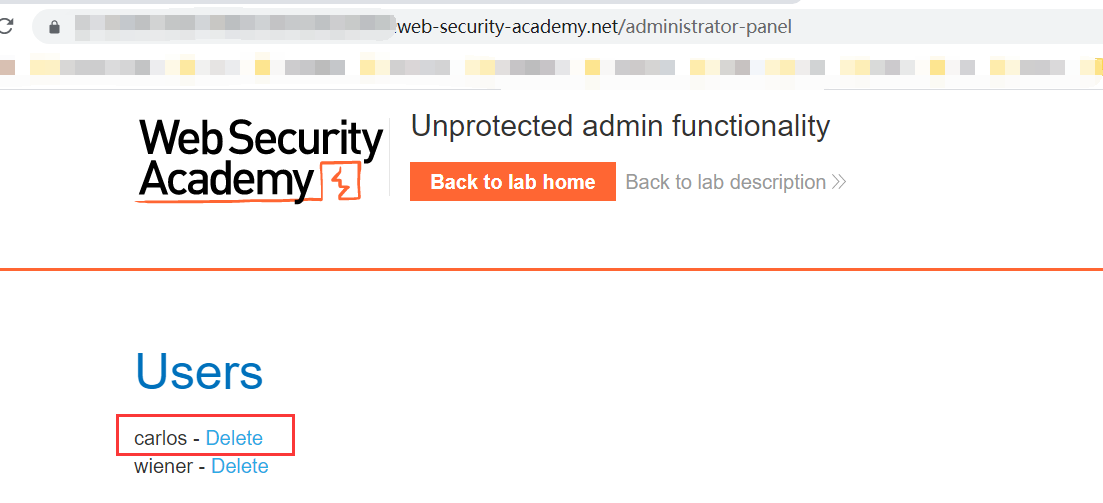 .web-security-academy.net/administrator-panel
Web Security
Academy
Unprotected admin functionality
Back to lab home
Back to lab description
Users
carlos - Delete
wiener - Delete